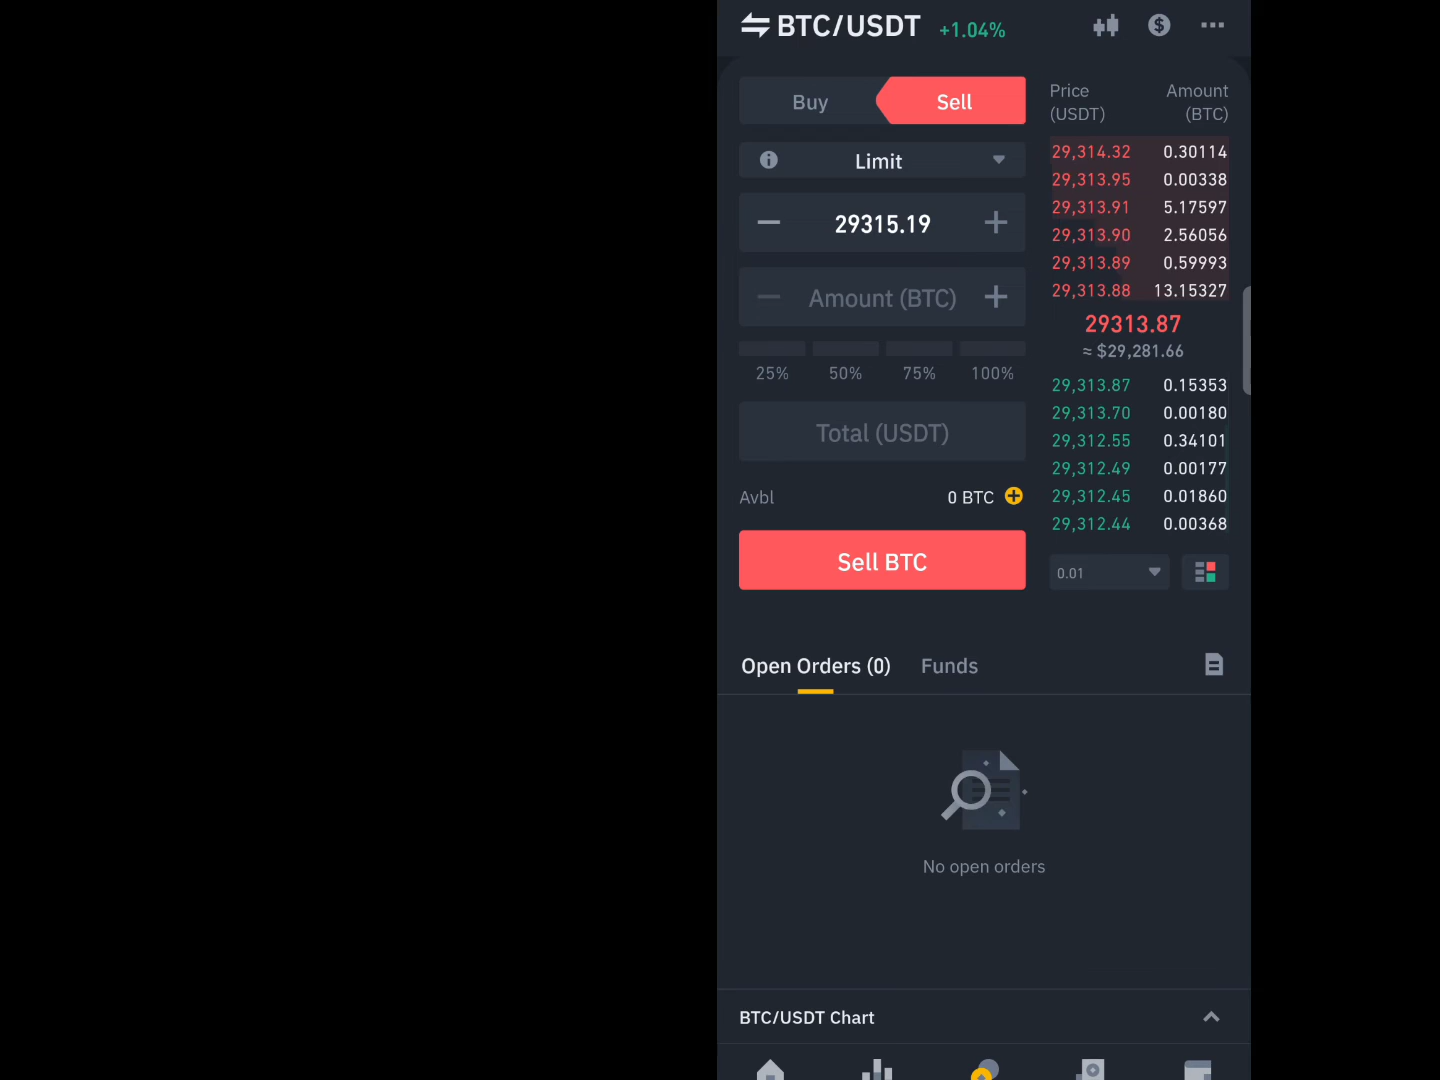 BTC/USDT +1.04%
Buy
Sell
Limit
29315.19
Amount (BTC)
25% 50% 75% 100%
Total (USDT)
Avbl 0 BTC
Sell BTC
Price Amount
(USDT) (BTC)
29,314.32 0.30114
29,313.95 0.00338
29,313.91 5.17597
29,313.90 2.56056
29,313.89 0.59993
29,313.88 13.15327
29313.87
≈ $29,281.66
29,313.87 0.15353
29,313.70 0.00180
29,312.55 0.34101
29,312.49 0.00177
29,312.45 0.01860
29,312.44 0.00368
0.01
Open Orders (0) Funds
No open orders
BTC/USDT Chart